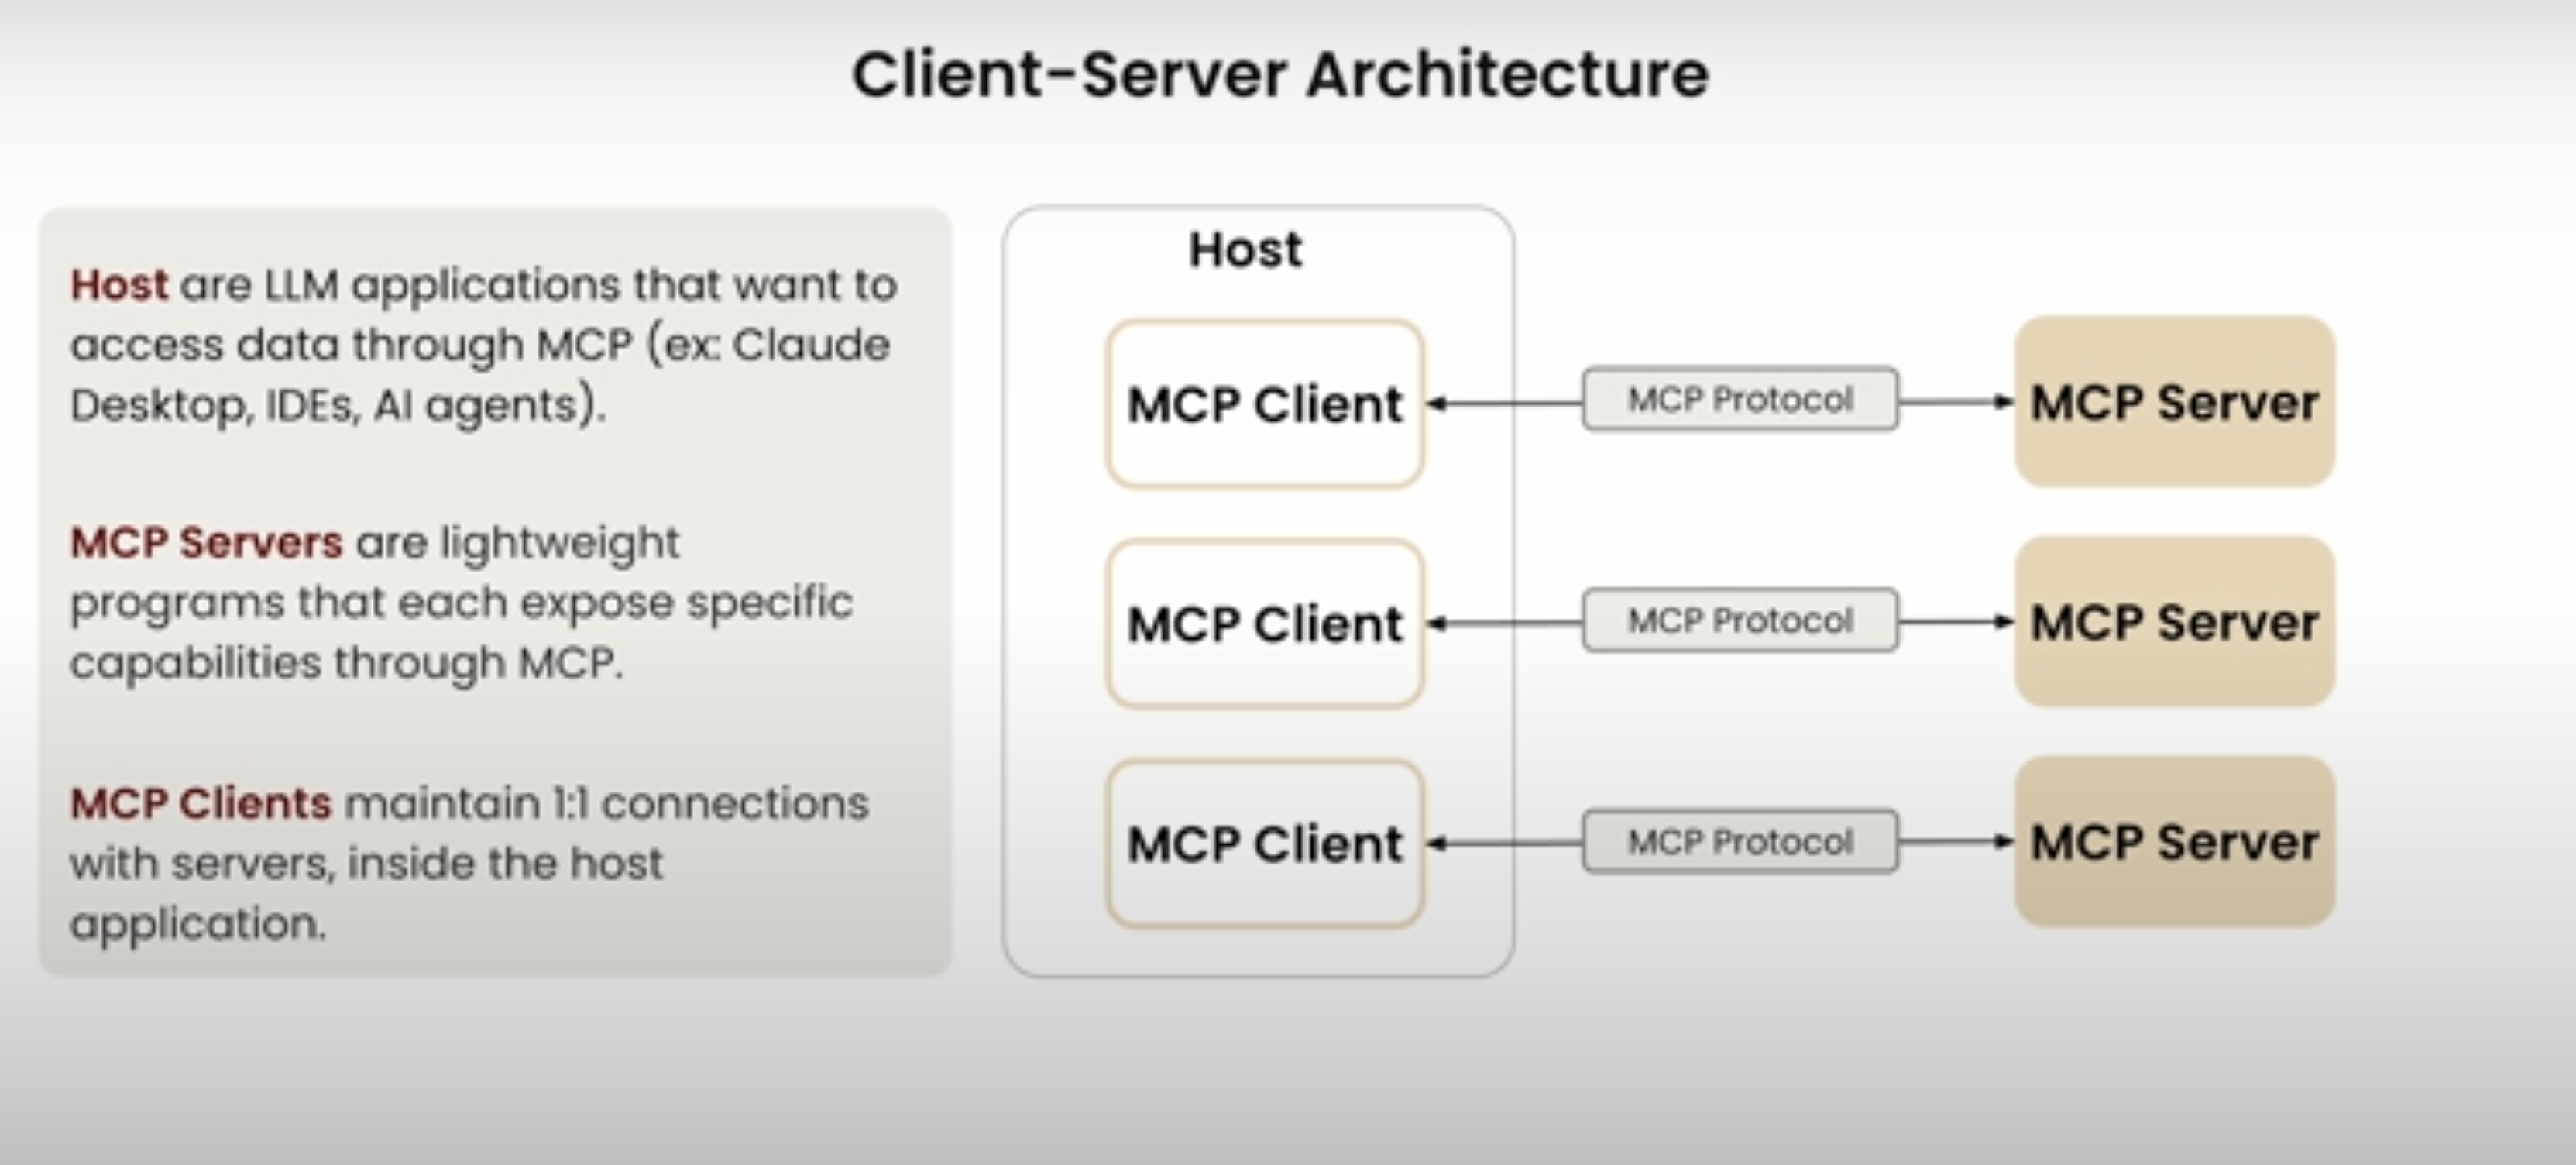 Client-Server Architecture
Host are LLM applications that want to
access data through MCP (ex: Claude
Desktop, IDEs, AI agents).
MCP Servers are lightweight
programs that each expose specific
capabilities through MCP.
MCP Clients maintain 1:1 connections
with servers, inside the host
application.
Host
MCP Client
MCP Protocol
MCP Server
MCP Client
MCP Protocol
MCP Server
MCP Client
MCP Protocol
MCP Server